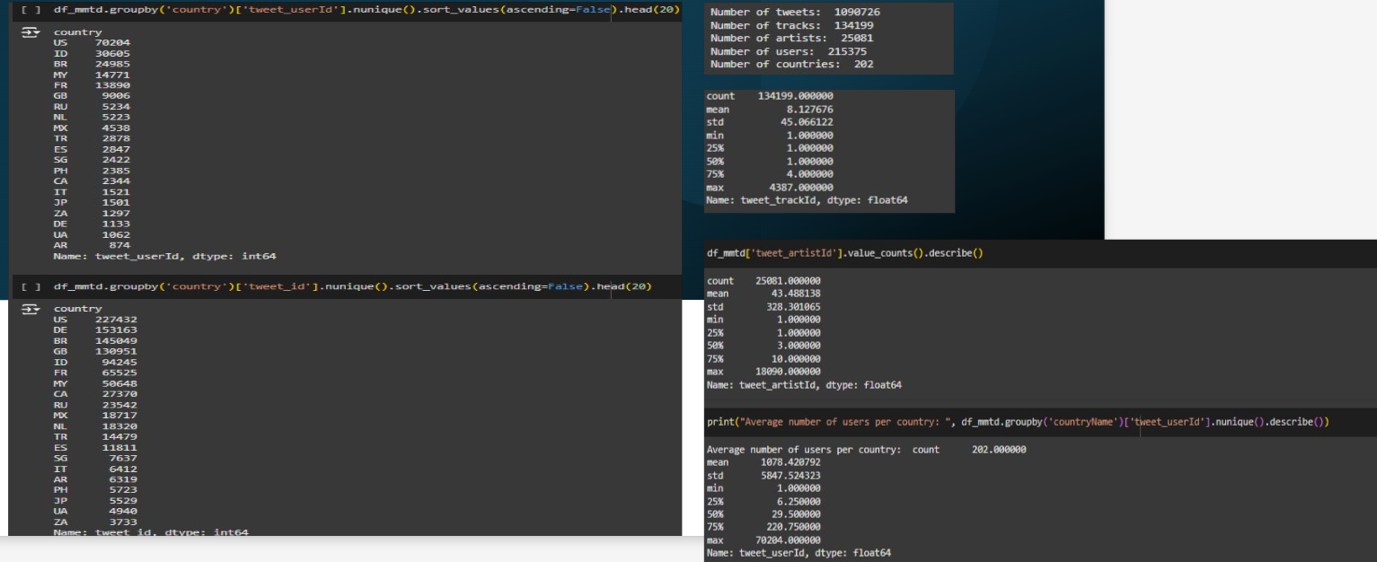 [ ] df_mmtd.groupby('country')['tweet_userId'].nunique().sort_values(ascending=False).head(20)
country
US 70204
ID 30605
BR 24985
MY 14771
FR 13890
GB 9006
RU 5234
NL 5223
MX 4538
TR 2878
ES 2847
SG 2422
PH 2385
CA 2344
IT 1521
JP 1501
ZA 1297
DE 1133
UA 1062
AR 874
Name: tweet_userId, dtype: int64
[ ] df_mmtd.groupby('country')['tweet_id'].nunique().sort_values(ascending=False).head(20)
country
US 227432
DE 153163
BR 145049
GB 130951
ID 94245
FR 65525
MY 50648
CA 27370
RU 23542
MX 18717
NL 18320
TR 14479
ES 11811
SG 7637
IT 6412
AR 6319
PH 5723
JP 5529
UA 4940
ZA 3733
Name: tweet_id, dtype: int64
Number of tweets: 1090726
Number of tracks: 134199
Number of artists: 25081
Number of users: 215375
Number of countries: 202
count 134199.000000
mean 8.127676
std 45.066122
min 1.000000
25% 1.000000
50% 1.000000
75% 4.000000
max 4387.000000
Name: tweet_trackId, dtype: float64
df_mmtd['tweet_artistId'].value_counts().describe()
count 25081.000000
mean 43.488138
std 328.301065
min 1.000000
25% 1.000000
50% 3.000000
75% 10.000000
max 18090.000000
Name: tweet_artistId, dtype: float64
print("Average number of users per country: ", df_mmtd.groupby('countryName')['tweet_userId'].nunique().describe())
Average number of users per country: count 202.000000
mean 1078.420792
std 5847.524323
min 1.000000
25% 6.250000
50% 29.500000
75% 220.750000
max 70204.000000
Name: tweet_userId, dtype: float64